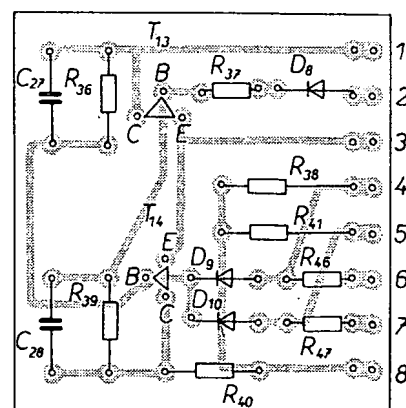 T13 1
C27 R36 B R37 D8 2
C E
3
R38 4
T14 R41 5
E D9 R46 6
B
R39 D10
C 7
C28 R47
R40 8